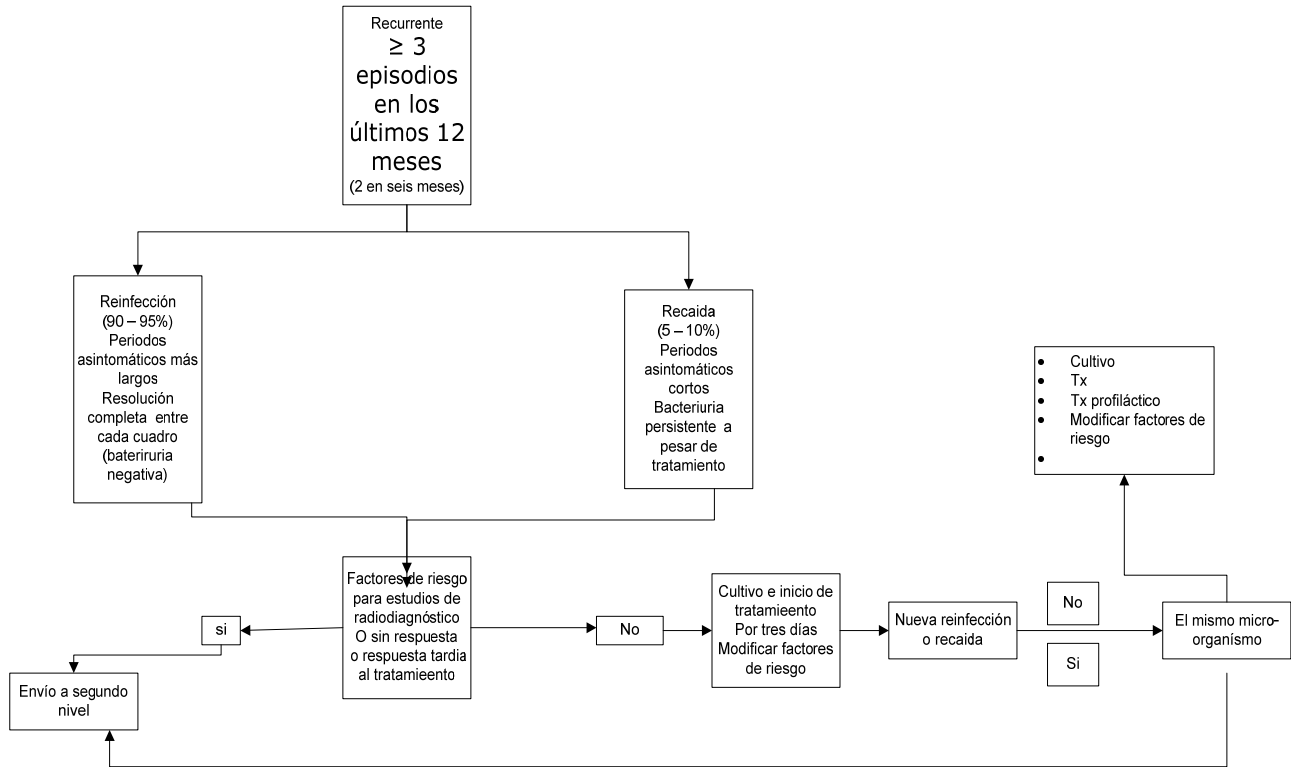 Recurrente
≥ 3
episodios
en los
últimos 12
meses
(2 en seis meses)
Reinfección
(90 – 95%)
Periodos
asintomáticos más
largos
Resolución
completa entre
cada cuadro
(bateriruria
negativa)
Recaida
(5 – 10%)
Periodos
asintomáticos
cortos
Bacteriuria
persistente a
pesar de
tratamiento
• Cultivo
• Tx
• Tx profiláctico
• Modificar factores de
riesgo
•
Factores de riesgo
para estudios de
radiodiagnóstico
O sin respuesta
o respuesta tardia
al tratamieento
si
No
Cultivo e inicio de
tratamieento
Por tres días
Modificar factores
de riesgo
Nueva reinfección
o recaida
No
Si
El mismo micro-
organísmo
Envío a segundo
nivel